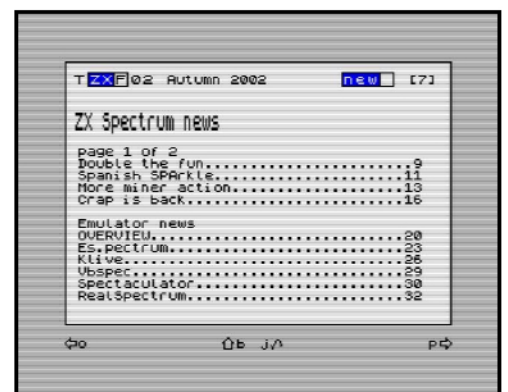 T ZXF02 Autumn 2002 new [7]
ZX Spectrum news
page 1 of 2
Double the fun.........................9
Spanish SPArkle.......................11
More miner action.....................13
Crap is back..........................16
Emulator news
OVERVIEW..............................20
Es.pectrum............................23
Klive.................................26
Vbspec................................29
Spectaculator.........................30
RealSpectrum..........................32
⇦o ⇧b j/^ p⇨